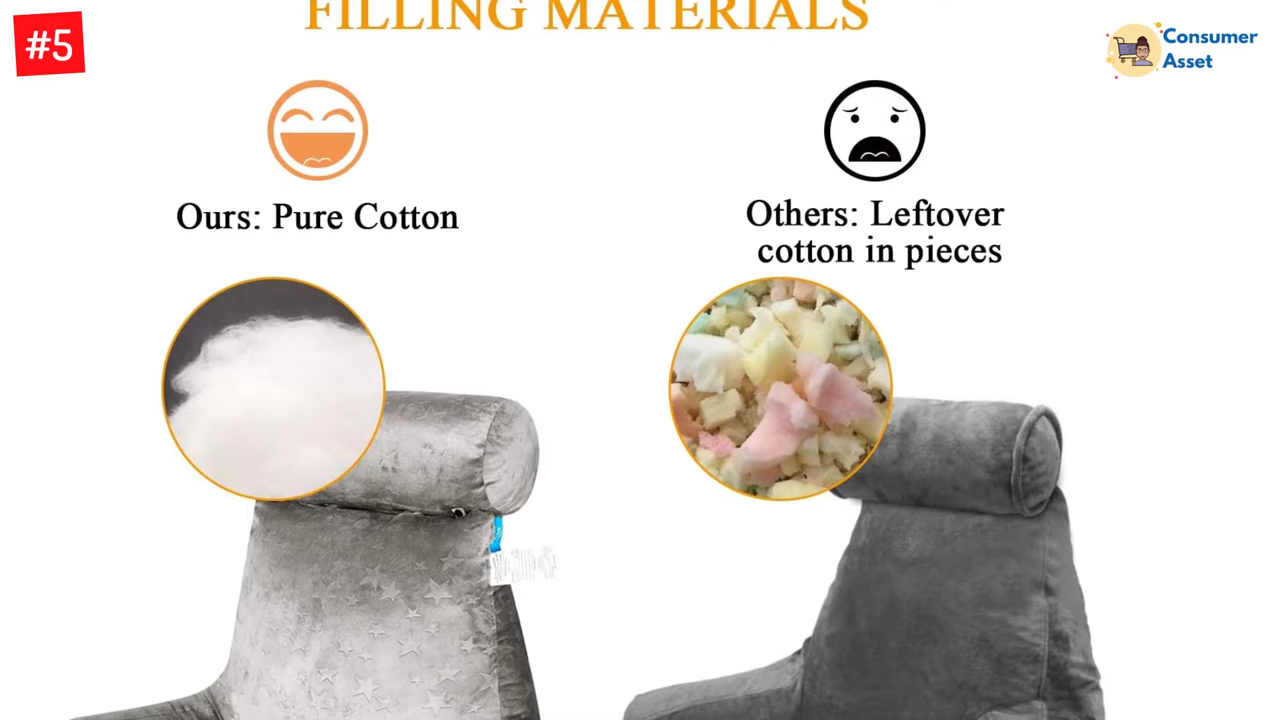 FILLING MATERIALS
#5
Consumer
Asset
Ours: Pure Cotton
Others: Leftover
cotton in pieces